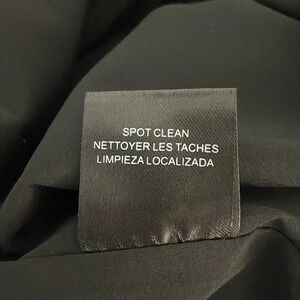 SPOT CLEAN
NETTOYER LES TACHES
LIMPIEZA LOCALIZADA